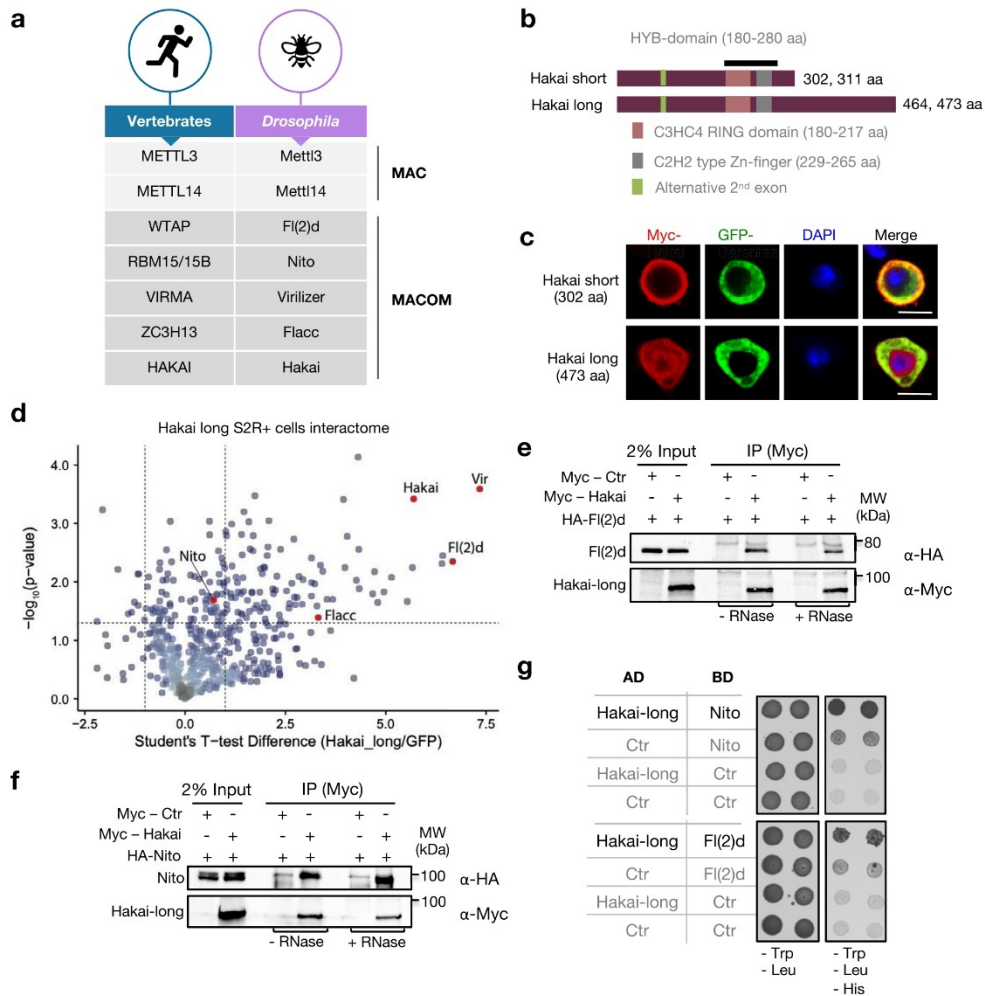 a
Vertebrates Drosophila
METTL3 Mettl3
METTL14 Mettl14
MAC
WTAP Fl(2)d
RBM15/15B Nito
VIRMA Virilizer
ZC3H13 Flacc
HAKAI Hakai
MACOM
b
HYB-domain (180-280 aa)
Hakai short 302, 311 aa
Hakai long 464, 473 aa
C3HC4 RING domain (180-217 aa)
C2H2 type Zn-finger (229-265 aa)
Alternative 2nd exon
c
Myc- GFP- DAPI Merge
Hakai short
(302 aa)
Hakai long
(473 aa)
d
Hakai long S2R+ cells interactome
−log10(p-value)
4.0
3.0
2.0
1.0
0.0
Hakai
Vir
Fl(2)d
Nito
Flacc
−2.5 0.0 2.5 5.0 7.5
Student's T-test Difference (Hakai_long/GFP)
e
2% Input IP (Myc)
Myc – Ctr + - + - + -
Myc – Hakai - + - + - +
HA-Fl(2)d + + + + + +
MW
(kDa)
Fl(2)d 80 α-HA
Hakai-long 100 α-Myc
- RNase + RNase
f
2% Input IP (Myc)
Myc – Ctr + - + - + -
Myc – Hakai - + - + - +
HA-Nito + + + + + +
MW
(kDa)
Nito 100 α-HA
Hakai-long 100 α-Myc
- RNase + RNase
g
AD BD
Hakai-long Nito
Ctr Nito
Hakai-long Ctr
Ctr Ctr
Hakai-long Fl(2)d
Ctr Fl(2)d
Hakai-long Ctr
Ctr Ctr
- Trp
- Leu
- Trp
- Leu
- His